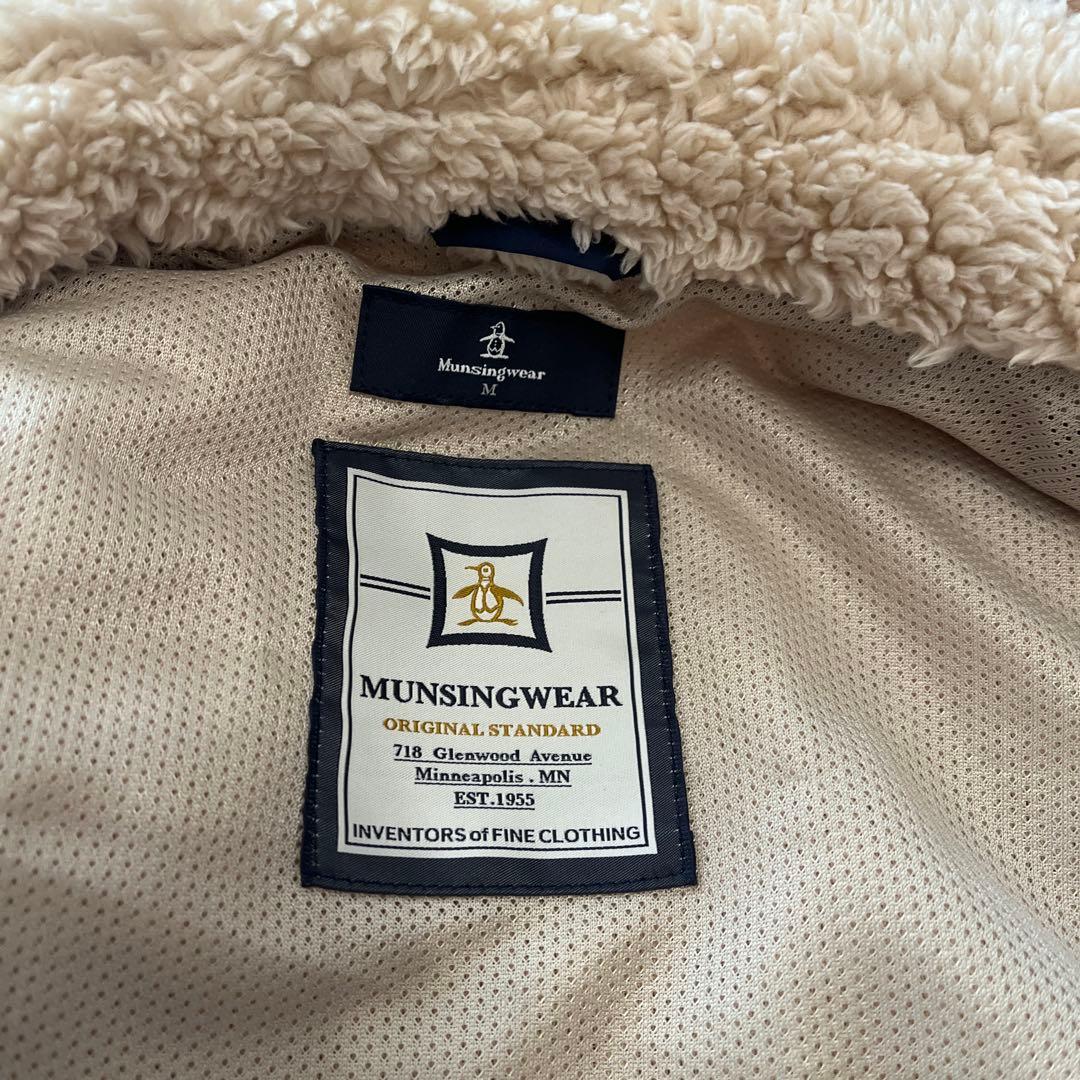 Munsingwear
M
MUNSINGWEAR
ORIGINAL STANDARD
718 Glenwood Avenue
Minneapolis . MN
EST.1955
INVENTORS of FINE CLOTHING